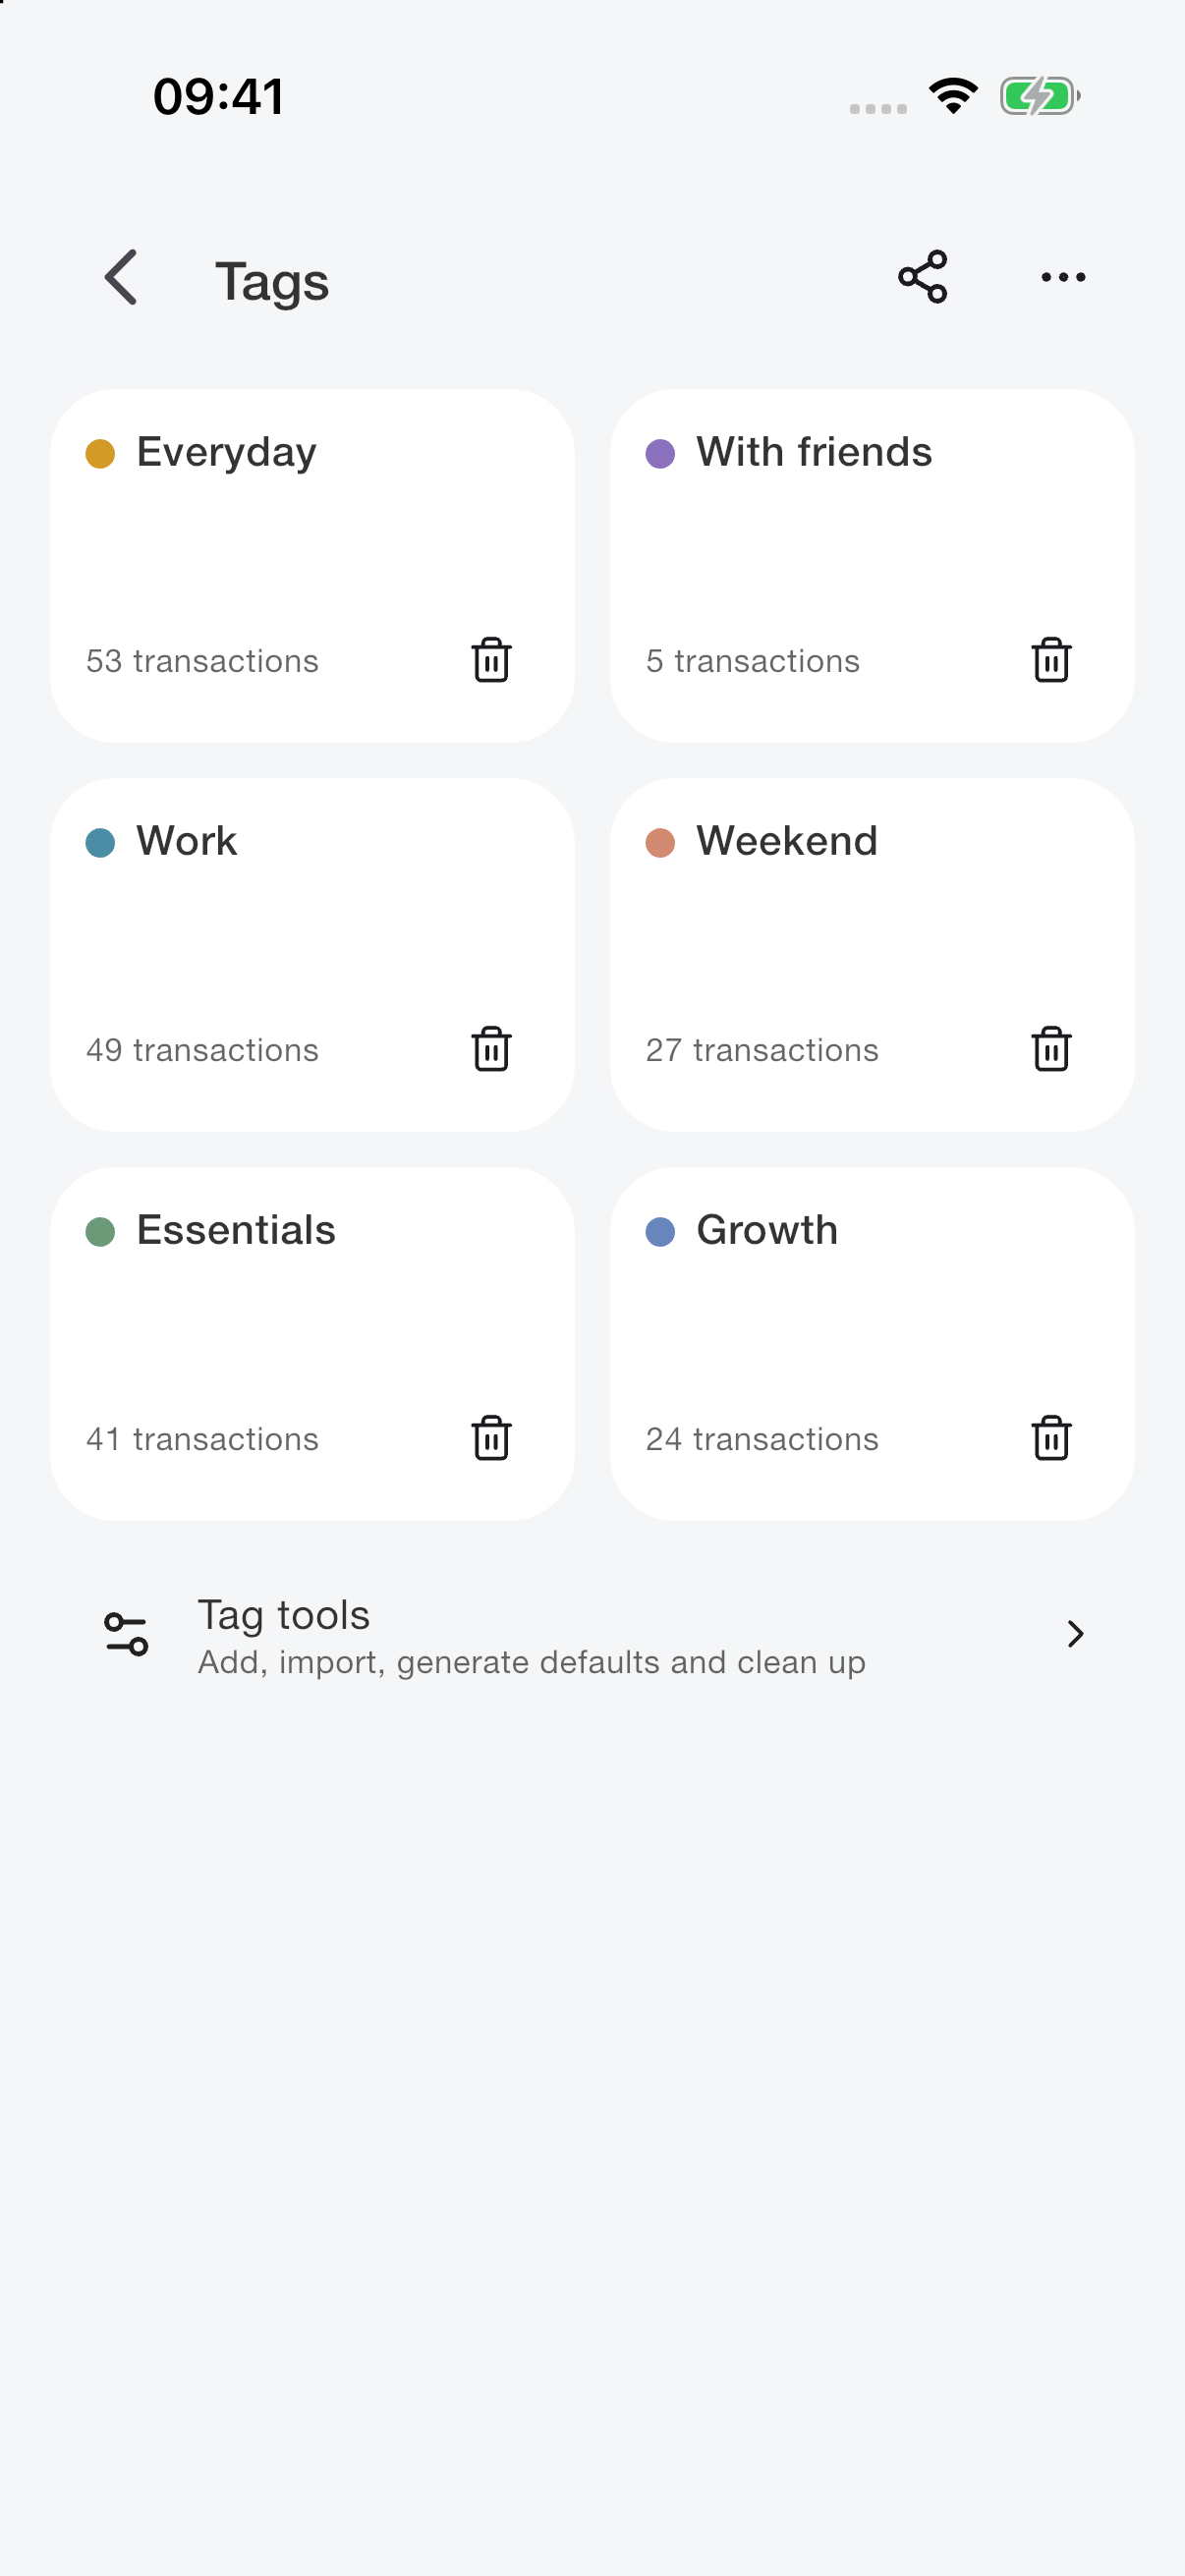 09:41
Tags
Everyday
53 transactions
With friends
5 transactions
Work
49 transactions
Weekend
27 transactions
Essentials
41 transactions
Growth
24 transactions
Tag tools
Add, import, generate defaults and clean up